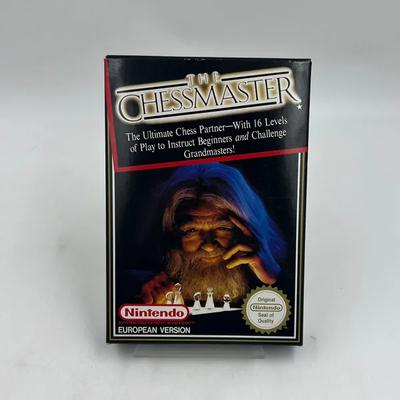 THE
CHESSMASTER
The Ultimate Chess Partner—With 16 Levels
of Play to Instruct Beginners and Challenge
Grandmasters!
Nintendo
EUROPEAN VERSION
Original
Nintendo
Seal of
Quality